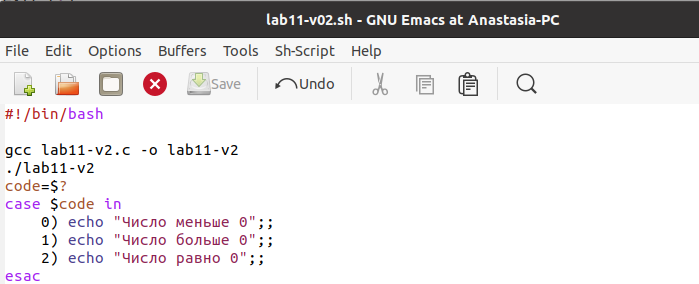 lab11-v02.sh - GNU Emacs at Anastasia-PC
File Edit Options Buffers Tools Sh-Script Help
Save Undo
#!/bin/bash
gcc lab11-v2.c -o lab11-v2
./lab11-v2
code=$?
case $code in
    0) echo "Число меньше 0";;
    1) echo "Число больше 0";;
    2) echo "Число равно 0";;
esac